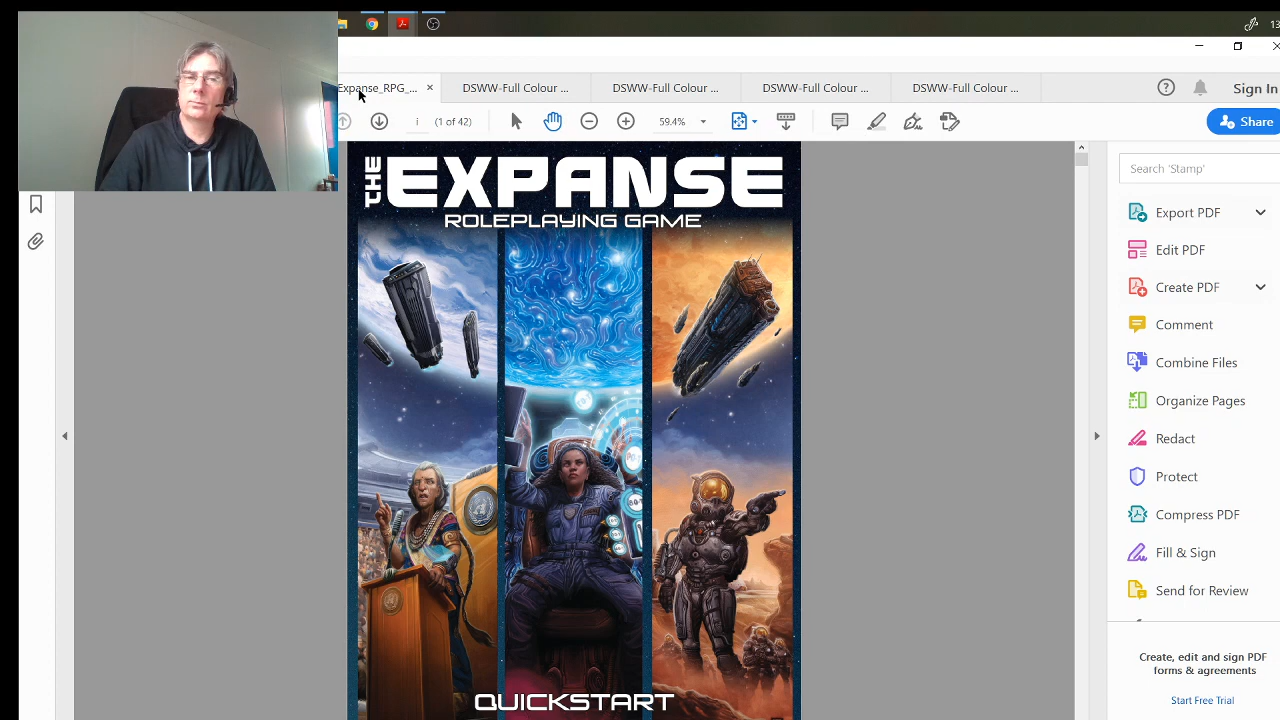 13
Expanse_RPG_...
DSWW-Full Colour ...
DSWW-Full Colour ...
DSWW-Full Colour ...
DSWW-Full Colour ...
Sign In
i
(1 of 42)
59.4%
Share
THE
EXPANSE
ROLEPLAYING GAME
QUICKSTART
Search 'Stamp'
Export PDF
Edit PDF
Create PDF
Comment
Combine Files
Organize Pages
Redact
Protect
Compress PDF
Fill & Sign
Send for Review
Create, edit and sign PDF
forms & agreements
Start Free Trial